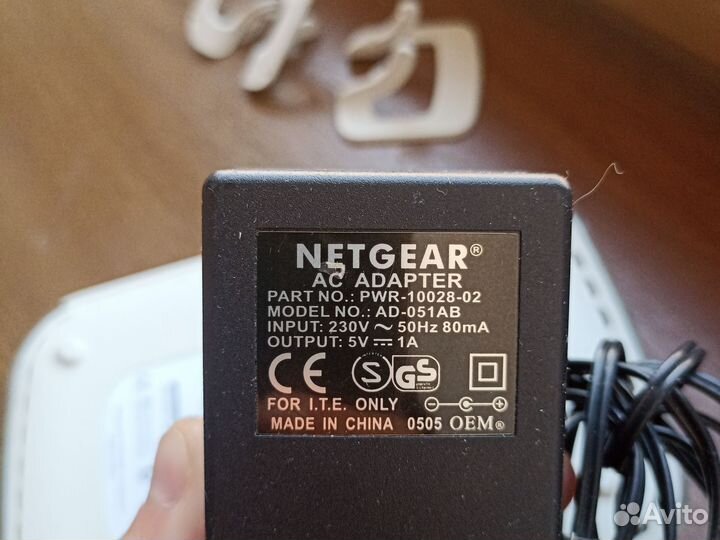 NETGEAR®
AC ADAPTER
PART NO.: PWR-10028-02
MODEL NO.: AD-051AB
INPUT: 230V ~ 50Hz 80mA
OUTPUT: 5V ⎓ 1A
CE S GS
FOR I.T.E. ONLY
MADE IN CHINA 0505 OEM®
Avito